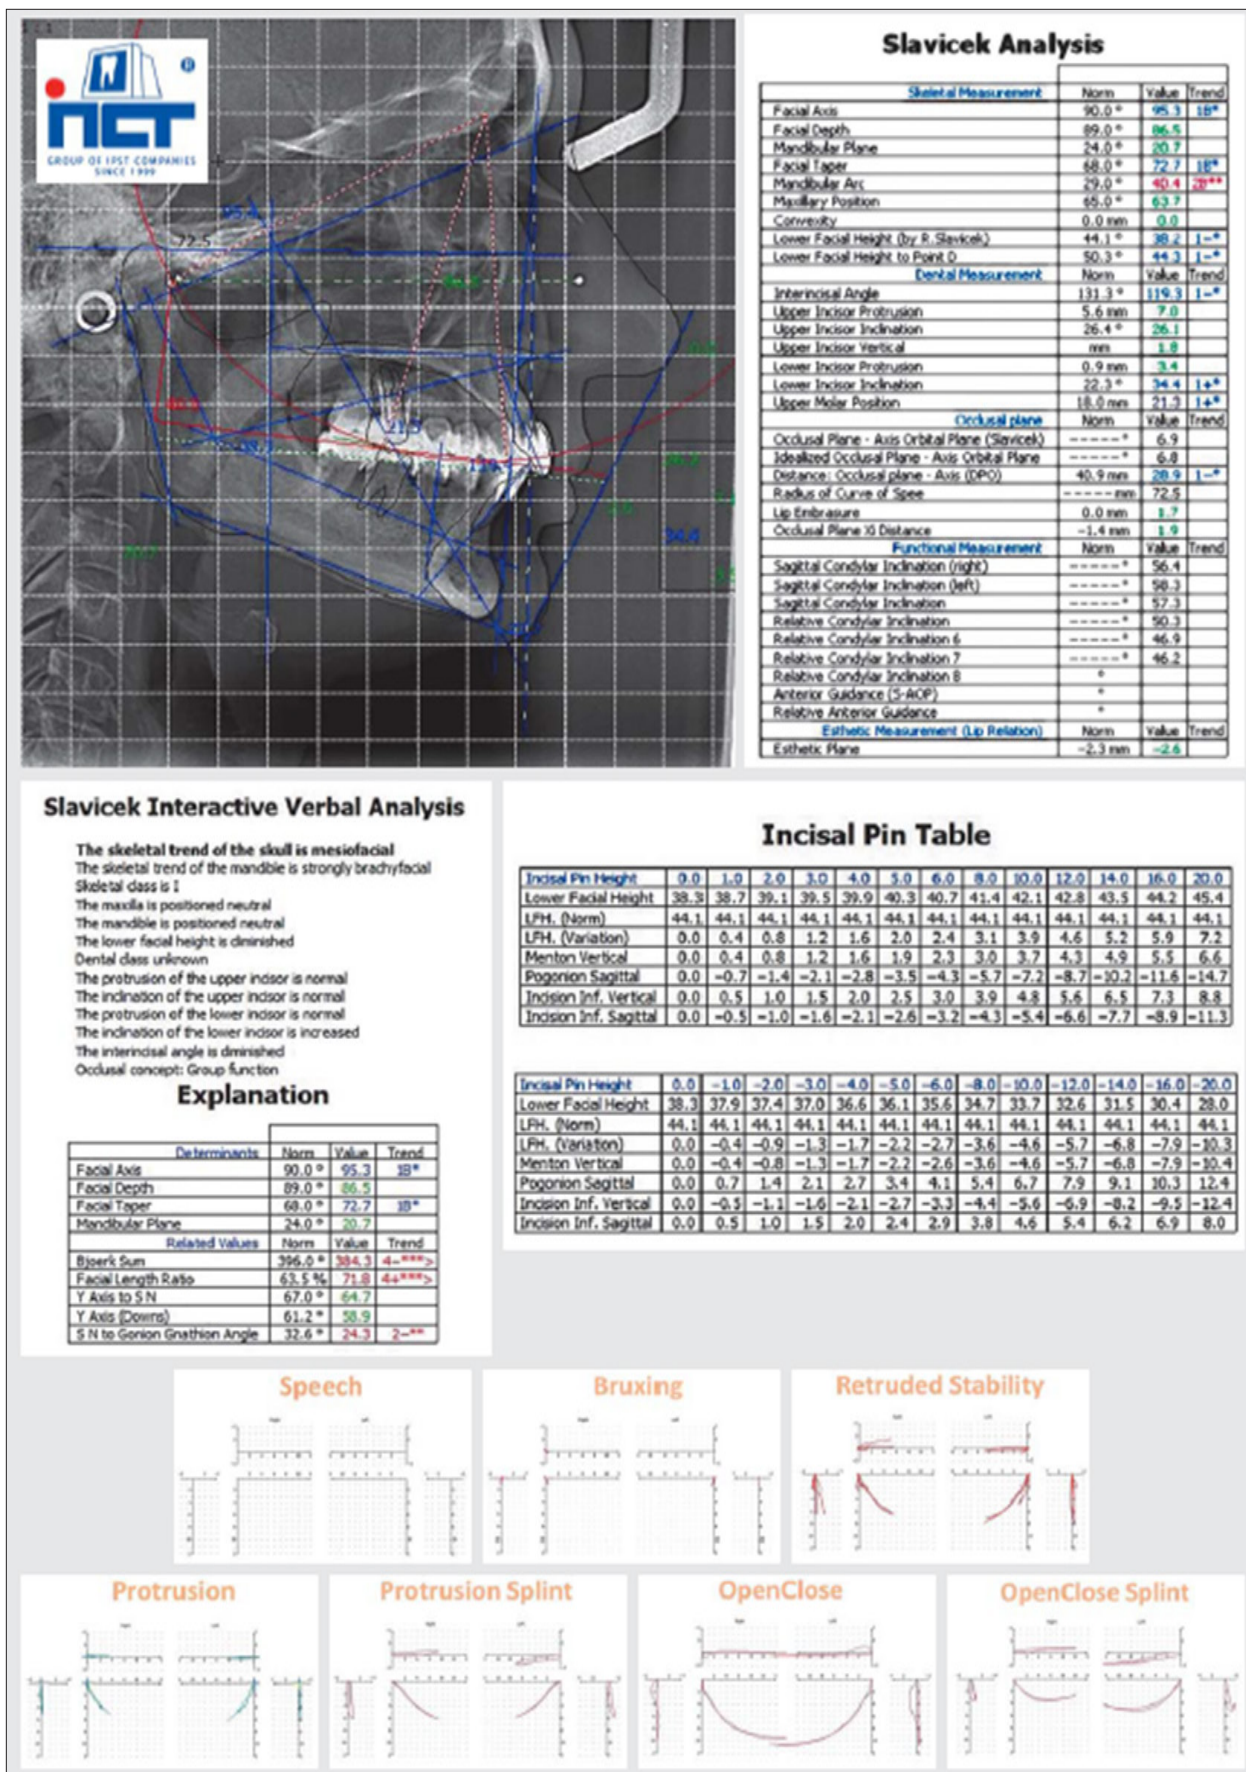 1 / 1
®
inct
GROUP OF IPST COMPANIES
SINCE 1999
95.4
72.5
21.3
34.4
Slavicek Analysis
Skeletal Measurement Norm Value Trend
Facial Axis 90.0 ° 95.3 1B*
Facial Depth 89.0 ° 86.5
Mandibular Plane 24.0 ° 20.7
Facial Taper 68.0 ° 72.7 1B*
Mandibular Arc 29.0 ° 40.4 2B**
Maxillary Position 65.0 ° 63.7
Convexity 0.0 mm 0.0
Lower Facial Height (by R.Slavicek) 44.1 ° 38.2 1-*
Lower Facial Height to Point D 50.3 ° 44.3 1-*
Dental Measurement Norm Value Trend
Interincisal Angle 131.3 ° 119.3 1-*
Upper Incisor Protrusion 5.6 mm 7.0
Upper Incisor Inclination 26.4 ° 26.1
Upper Incisor Vertical mm 1.8
Lower Incisor Protrusion 0.9 mm 3.4
Lower Incisor Inclination 22.3 ° 34.4 1+*
Upper Molar Position 18.0 mm 21.3 1+*
Occlusal plane Norm Value Trend
Occlusal Plane - Axis Orbital Plane (Slavicek) -----° 6.9
Idealized Occlusal Plane - Axis Orbital Plane -----° 6.8
Distance: Occlusal plane - Axis (DPO) 40.9 mm 28.9 1-*
Radius of Curve of Spee -----mm 72.5
Lip Embrasure 0.0 mm 1.7
Occlusal Plane Xi Distance -1.4 mm 1.9
Functional Measurement Norm Value Trend
Sagittal Condylar Inclination (right) -----° 56.4
Sagittal Condylar Inclination (left) -----° 58.3
Sagittal Condylar Inclination -----° 57.3
Relative Condylar Inclination -----° 50.3
Relative Condylar Inclination 6 -----° 46.9
Relative Condylar Inclination 7 -----° 46.2
Relative Condylar Inclination 8 °
Anterior Guidance (S-AOP) °
Relative Anterior Guidance °
Esthetic Measurement (Lip Relation) Norm Value Trend
Esthetic Plane -2.3 mm -2.6
Slavicek Interactive Verbal Analysis
The skeletal trend of the skull is mesiofacial
The skeletal trend of the mandible is strongly brachyfacial
Skeletal class is I
The maxilla is positioned neutral
The mandible is positioned neutral
The lower facial height is diminished
Dental class unknown
The protrusion of the upper incisor is normal
The inclination of the upper incisor is normal
The protrusion of the lower incisor is normal
The inclination of the lower incisor is increased
The interincisal angle is diminished
Occlusal concept: Group function
Explanation
Determinants Norm Value Trend
Facial Axis 90.0 ° 95.3 1B*
Facial Depth 89.0 ° 86.5
Facial Taper 68.0 ° 72.7 1B*
Mandibular Plane 24.0 ° 20.7
Related Values Norm Value Trend
Bjoerk Sum 396.0 ° 384.3 4-***>
Facial Length Ratio 63.5 % 71.8 4+***>
Y Axis to S N 67.0 ° 64.7
Y Axis (Downs) 61.2 ° 58.9
S N to Gonion Gnathion Angle 32.6 ° 24.3 2-**
Incisal Pin Table
Incisal Pin Height 0.0 1.0 2.0 3.0 4.0 5.0 6.0 8.0 10.0 12.0 14.0 16.0 20.0
Lower Facial Height 38.3 38.7 39.1 39.5 39.9 40.3 40.7 41.4 42.1 42.8 43.5 44.2 45.4
LFH. (Norm) 44.1 44.1 44.1 44.1 44.1 44.1 44.1 44.1 44.1 44.1 44.1 44.1 44.1
LFH. (Variation) 0.0 0.4 0.8 1.2 1.6 2.0 2.4 3.1 3.9 4.6 5.2 5.9 7.2
Menton Vertical 0.0 0.4 0.8 1.2 1.6 1.9 2.3 3.0 3.7 4.3 4.9 5.5 6.6
Pogonion Sagittal 0.0 -0.7 -1.4 -2.1 -2.8 -3.5 -4.3 -5.7 -7.2 -8.7 -10.2 -11.6 -14.7
Incision Inf. Vertical 0.0 0.5 1.0 1.5 2.0 2.5 3.0 3.9 4.8 5.6 6.5 7.3 8.8
Incision Inf. Sagittal 0.0 -0.5 -1.0 -1.6 -2.1 -2.6 -3.2 -4.3 -5.4 -6.6 -7.7 -8.9 -11.3
Incisal Pin Height 0.0 -1.0 -2.0 -3.0 -4.0 -5.0 -6.0 -8.0 -10.0 -12.0 -14.0 -16.0 -20.0
Lower Facial Height 38.3 37.9 37.4 37.0 36.6 36.1 35.6 34.7 33.7 32.6 31.5 30.4 28.0
LFH. (Norm) 44.1 44.1 44.1 44.1 44.1 44.1 44.1 44.1 44.1 44.1 44.1 44.1 44.1
LFH. (Variation) 0.0 -0.4 -0.9 -1.3 -1.7 -2.2 -2.7 -3.6 -4.6 -5.7 -6.8 -7.9 -10.3
Menton Vertical 0.0 -0.4 -0.8 -1.3 -1.7 -2.2 -2.6 -3.6 -4.6 -5.7 -6.8 -7.9 -10.4
Pogonion Sagittal 0.0 0.7 1.4 2.1 2.7 3.4 4.1 5.4 6.7 7.9 9.1 10.3 12.4
Incision Inf. Vertical 0.0 -0.5 -1.1 -1.6 -2.1 -2.7 -3.3 -4.4 -5.6 -6.9 -8.2 -9.5 -12.4
Incision Inf. Sagittal 0.0 0.5 1.0 1.5 2.0 2.4 2.9 3.8 4.6 5.4 6.2 6.9 8.0
Speech
Bruxing
Retruded Stability
Protrusion
Protrusion Splint
OpenClose
OpenClose Splint